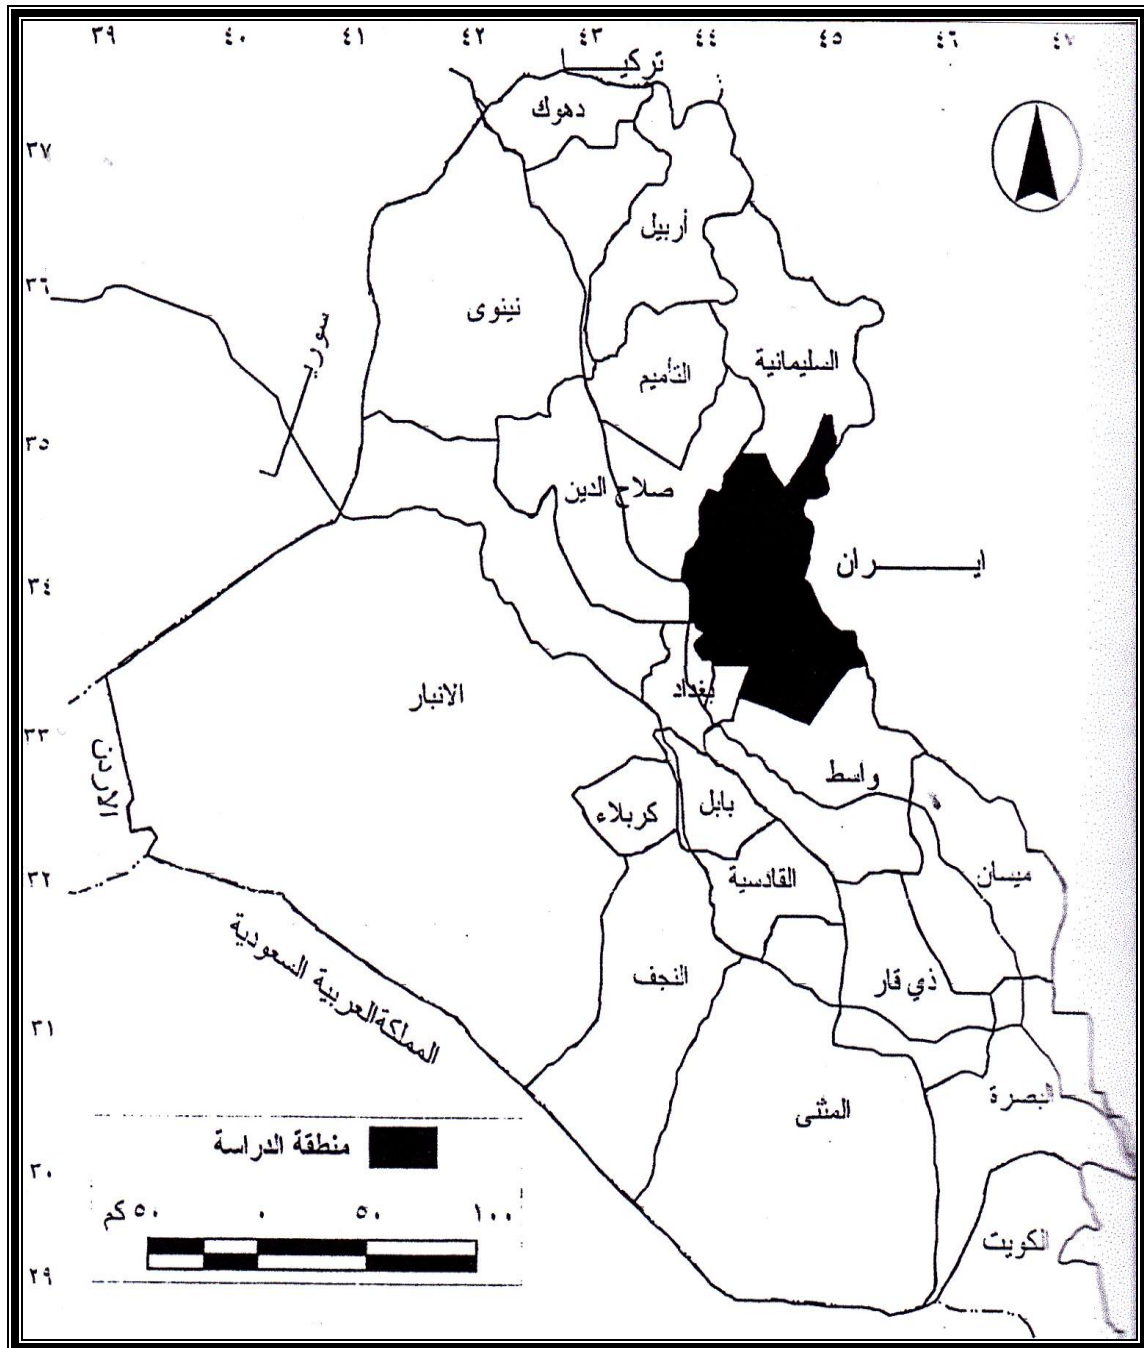 ٣٩ ٤٠ ٤١ ٤٢ ٤٣ ٤٤ ٤٥ ٤٦ ٤٧
تركيـــــا
دهوك
٣٧
أربيل
٣٦
نينوى
سوريا
السليمانية
التأميم
٣٥
صلاح الدين
ايـــــــران
٣٤
الانبار
بغداد
٣٣
الاردن
واسط
بابل
كربلاء
٣٢
القادسية
ميسان
المملكة العربية السعودية
النجف
ذي قار
٣١
المثنى
البصرة
منطقة الدراسة
٣٠
٥٠ كم ٠ ٥٠ ١٠٠
الكويت
٢٩